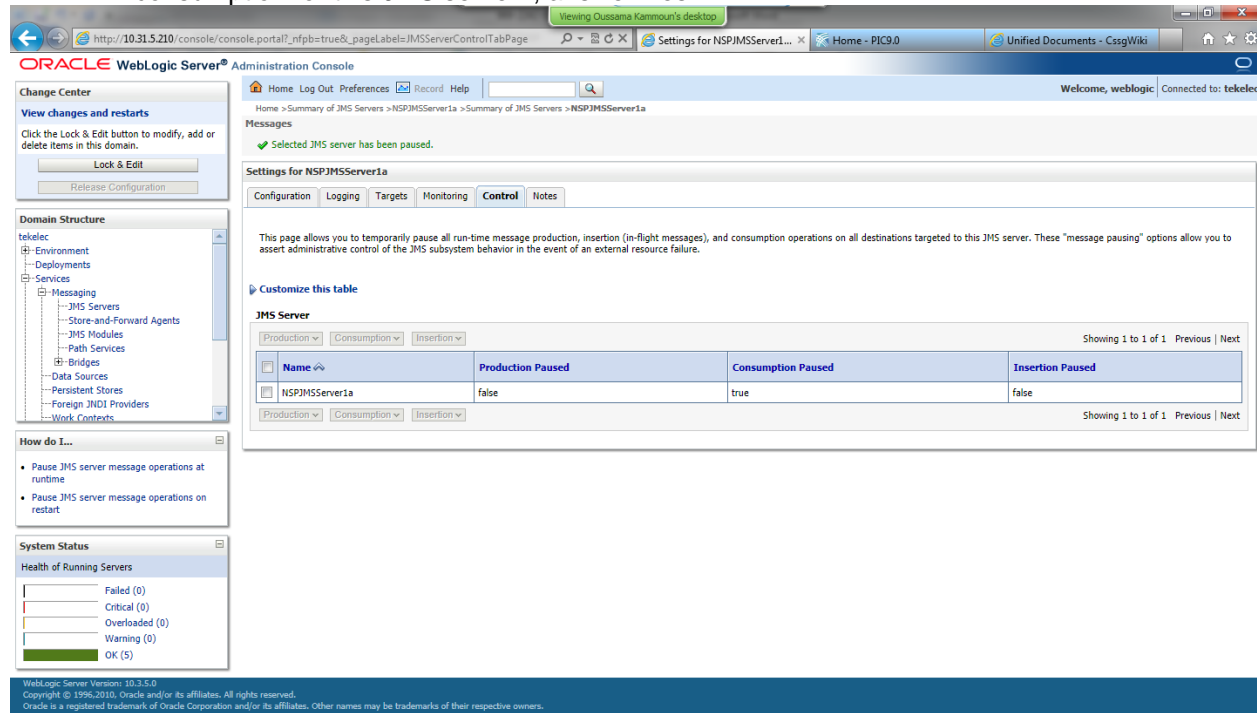 Viewing Oussama Kammoun's desktop
http://10.31.5.210/console/console.portal?_nfpb=true&_pageLabel=JMSServerControlTabPage
Settings for NSPJMSServer1...
Home - PIC9.0
Unified Documents - CssgWiki
ORACLE WebLogic Server® Administration Console
Change Center
View changes and restarts
Click the Lock & Edit button to modify, add or
delete items in this domain.
Lock & Edit
Release Configuration
Domain Structure
tekelec
Environment
Deployments
Services
Messaging
JMS Servers
Store-and-Forward Agents
JMS Modules
Path Services
Bridges
Data Sources
Persistent Stores
Foreign JNDI Providers
Work Contexts
How do I...
Pause JMS server message operations at
runtime
Pause JMS server message operations on
restart
System Status
Health of Running Servers
Failed (0)
Critical (0)
Overloaded (0)
Warning (0)
OK (5)
Home Log Out Preferences Record Help
Welcome, weblogic Connected to: tekelec
Home >Summary of JMS Servers >NSPJMSServer1a >Summary of JMS Servers >NSPJMSServer1a
Messages
Selected JMS server has been paused.
Settings for NSPJMSServer1a
Configuration Logging Targets Monitoring Control Notes
This page allows you to temporarily pause all run-time message production, insertion (in-flight messages), and consumption operations on all destinations targeted to this JMS server. These "message pausing" options allow you to
assert administrative control of the JMS subsystem behavior in the event of an external resource failure.
Customize this table
JMS Server
Production Consumption Insertion
Showing 1 to 1 of 1 Previous | Next
Name Production Paused Consumption Paused Insertion Paused
NSPJMSServer1a false true false
Production Consumption Insertion
Showing 1 to 1 of 1 Previous | Next
WebLogic Server Version: 10.3.5.0
Copyright © 1996,2010, Oracle and/or its affiliates. All rights reserved.
Oracle is a registered trademark of Oracle Corporation and/or its affiliates. Other names may be trademarks of their respective owners.